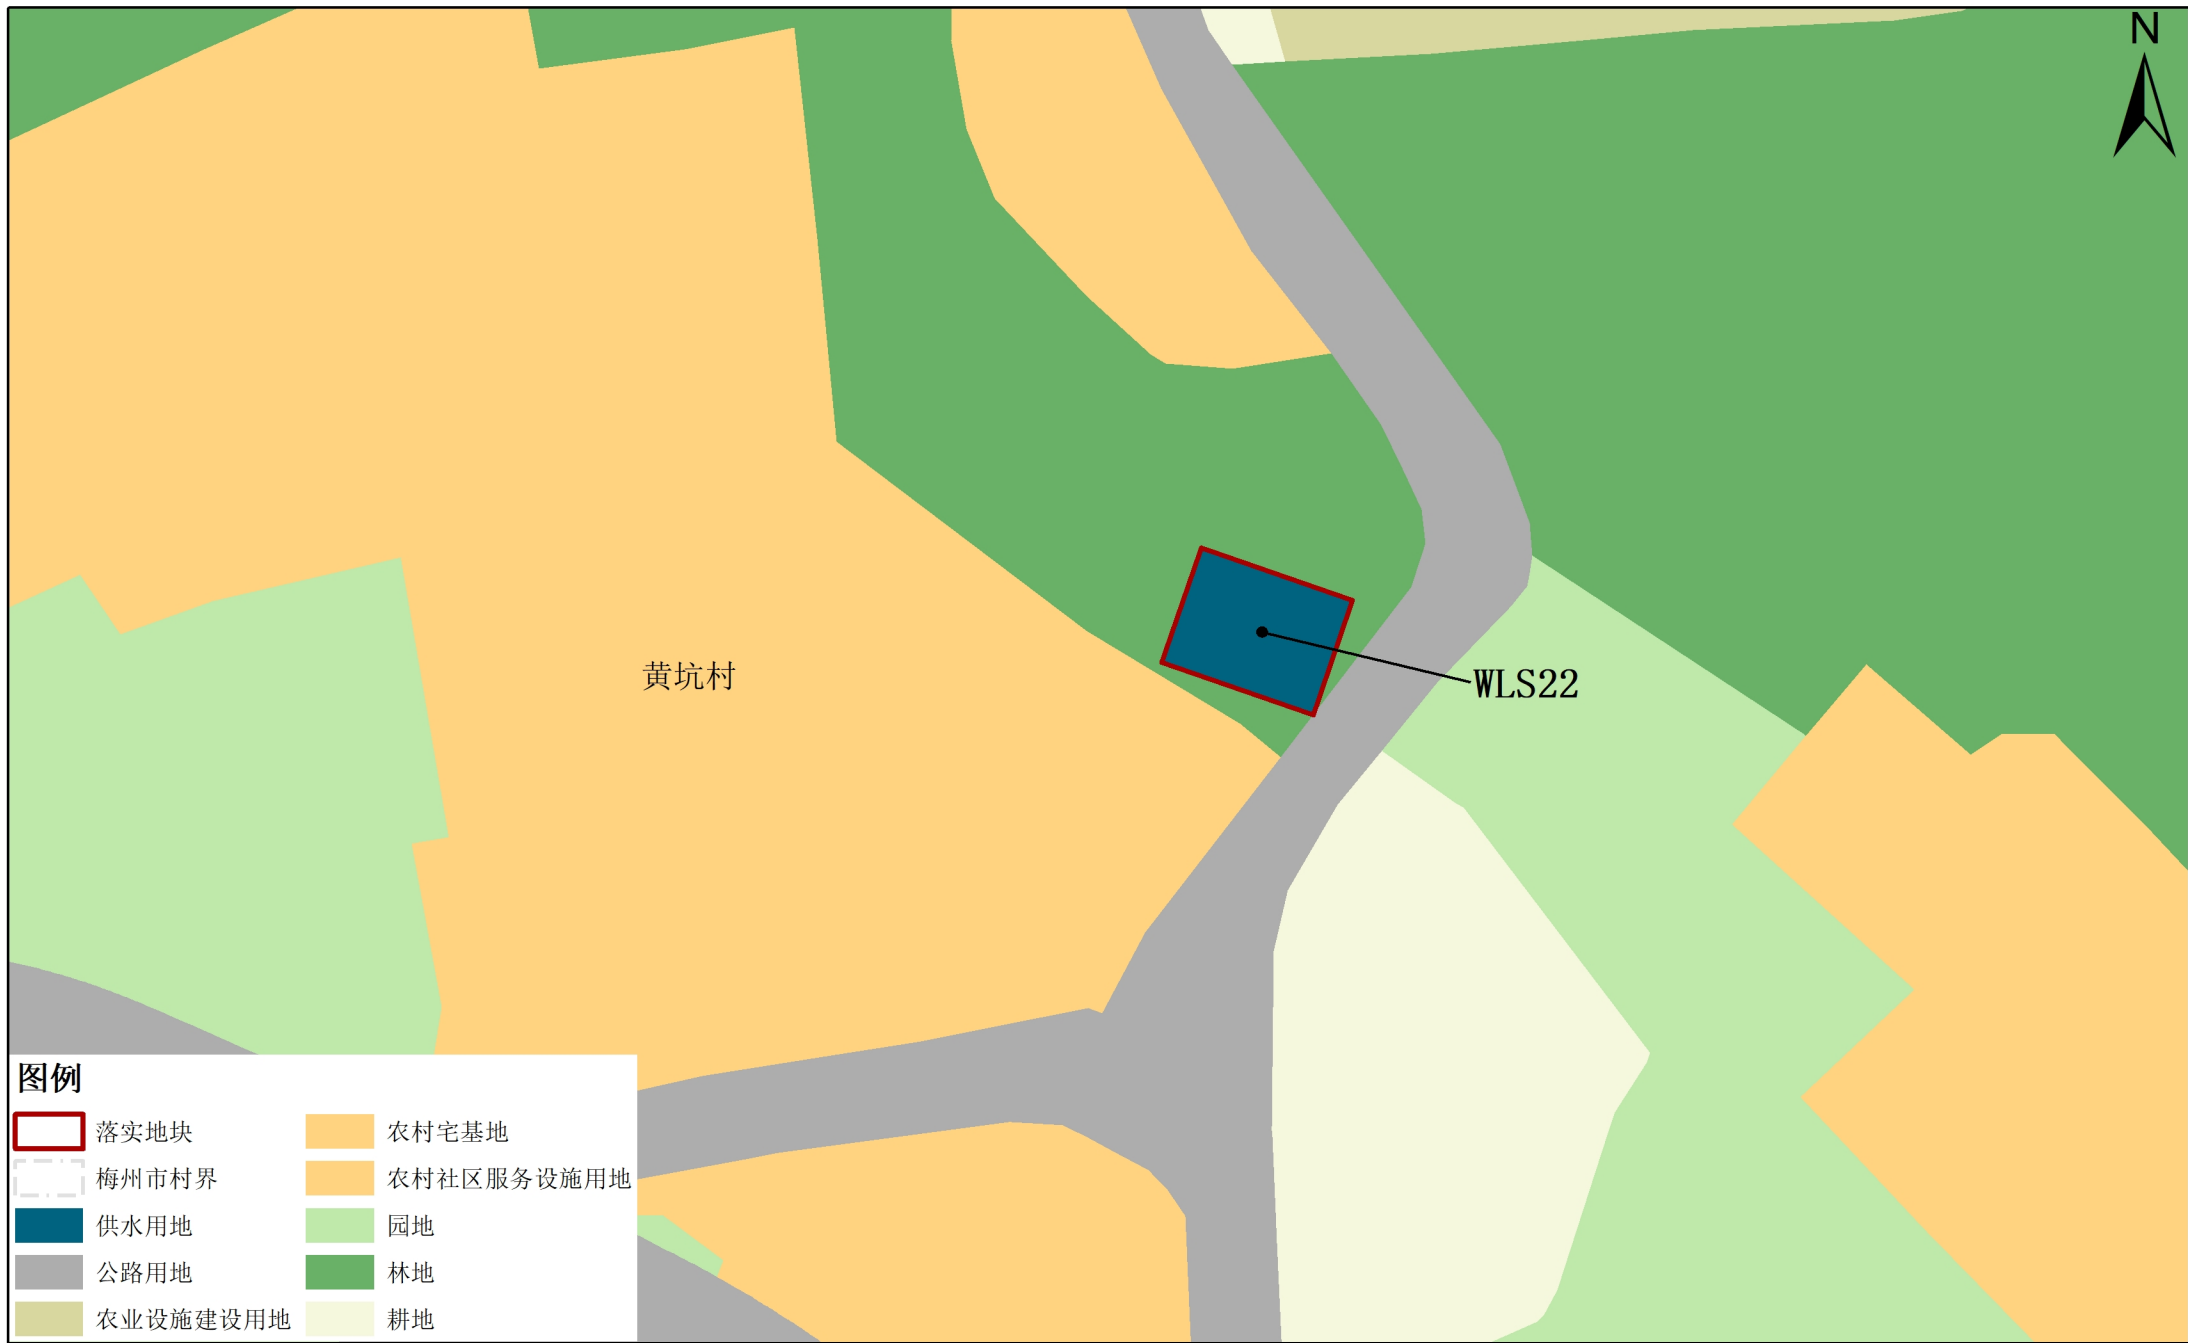 N
黄坑村
WLS22
图例
落实地块
农村宅基地
梅州市村界
农村社区服务设施用地
供水用地
园地
公路用地
林地
农业设施建设用地
耕地